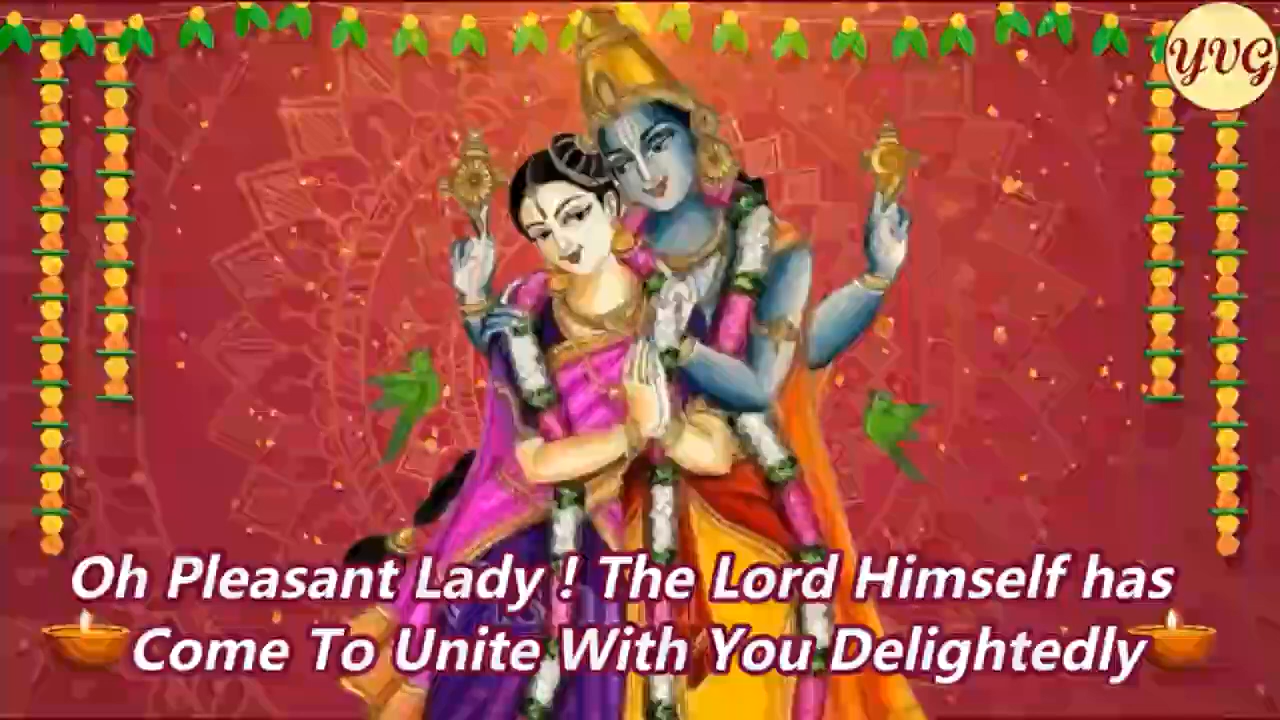 YVG
Oh Pleasant Lady ! The Lord Himself has
Come To Unite With You Delightedly